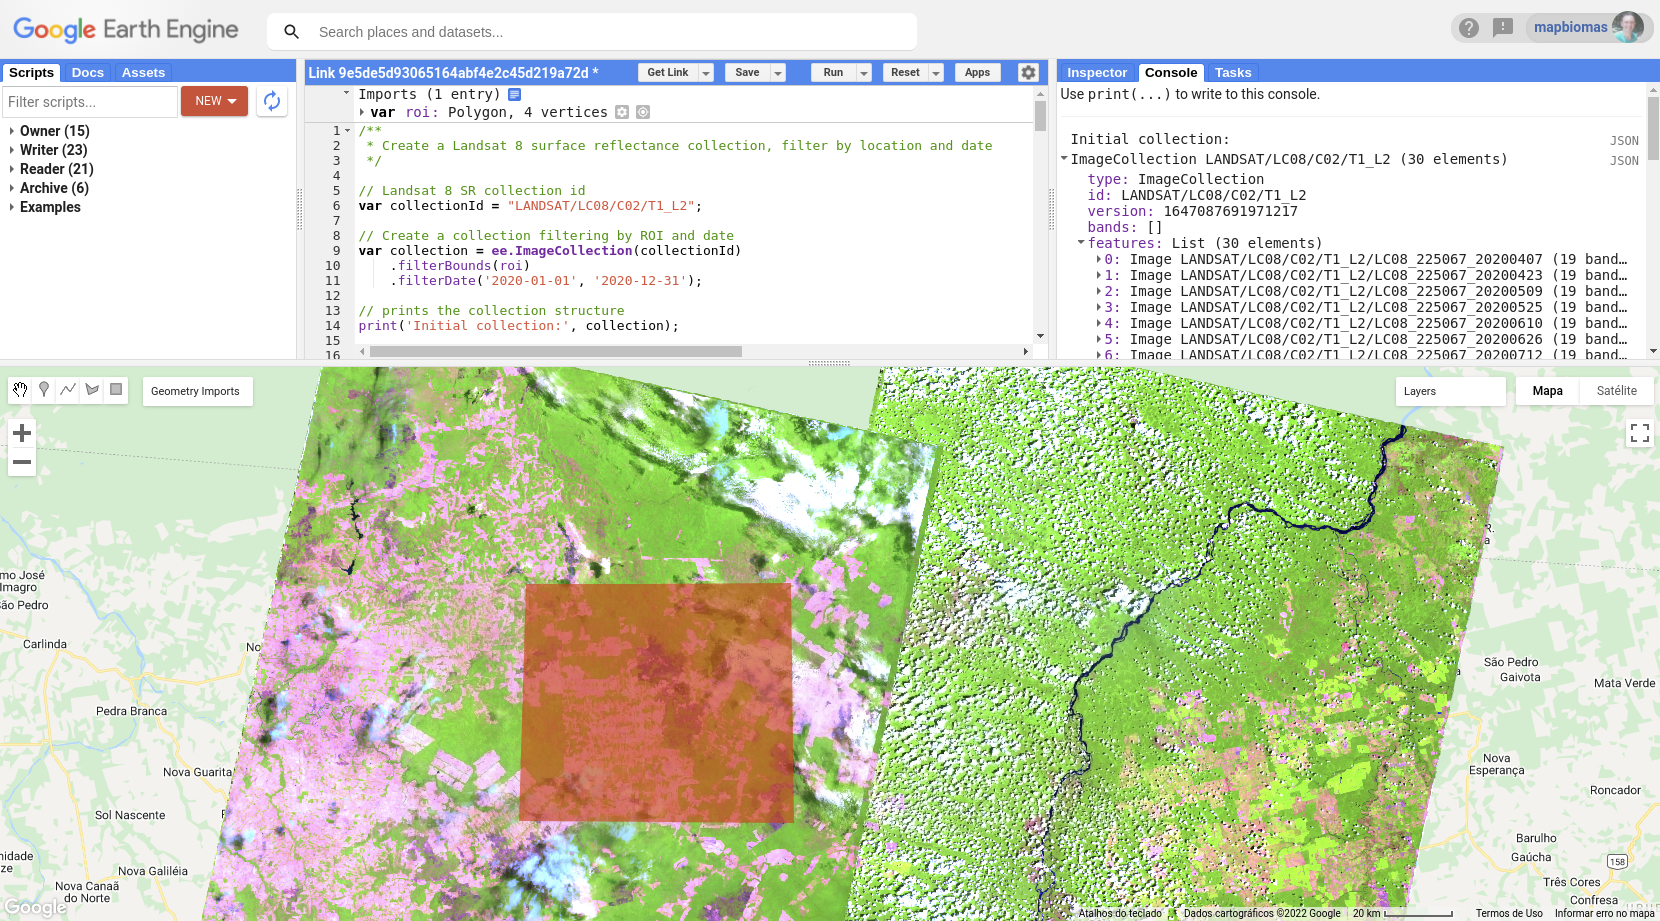 Google Earth Engine
Search places and datasets...
mapbiomas
Scripts Docs Assets
Filter scripts...
NEW
Owner (15)
Writer (23)
Reader (21)
Archive (6)
Examples
Link 9e5de5d93065164abf4e2c45d219a72d *
Get Link Save Run Reset Apps
Imports (1 entry)
var roi: Polygon, 4 vertices
1 /**
2  * Create a Landsat 8 surface reflectance collection, filter by location and date
3  */
4
5 // Landsat 8 SR collection id
6 var collectionId = "LANDSAT/LC08/C02/T1_L2";
7
8 // Create a collection filtering by ROI and date
9 var collection = ee.ImageCollection(collectionId)
10     .filterBounds(roi)
11     .filterDate('2020-01-01', '2020-12-31');
12
13 // prints the collection structure
14 print('Initial collection:', collection);
15
16
Inspector Console Tasks
Use print(...) to write to this console.
Initial collection: JSON
ImageCollection LANDSAT/LC08/C02/T1_L2 (30 elements) JSON
type: ImageCollection
id: LANDSAT/LC08/C02/T1_L2
version: 1647087691971217
bands: []
features: List (30 elements)
0: Image LANDSAT/LC08/C02/T1_L2/LC08_225067_20200407 (19 band…
1: Image LANDSAT/LC08/C02/T1_L2/LC08_225067_20200423 (19 band…
2: Image LANDSAT/LC08/C02/T1_L2/LC08_225067_20200509 (19 band…
3: Image LANDSAT/LC08/C02/T1_L2/LC08_225067_20200525 (19 band…
4: Image LANDSAT/LC08/C02/T1_L2/LC08_225067_20200610 (19 band…
5: Image LANDSAT/LC08/C02/T1_L2/LC08_225067_20200626 (19 band…
6: Image LANDSAT/LC08/C02/T1_L2/LC08_225067_20200712 (19 band…
Geometry Imports
Layers
Mapa Satélite
R.
a
mo José
Imagro
São Pedro
Carlinda
No
Pedra Branca
Nova Guarita
Sol Nascente
nidade
ze
Nova Galiléia
Nova Canaã
do Norte
São Pedro
Gaivota
Mata Verde
Nova
Esperança
Roncador
Barulho
Gaúcha
158
Três Cores
Confresa
Google
Atalhos do teclado Dados cartográficos ©2022 Google 20 km Termos de Uso Informar erro no mapa